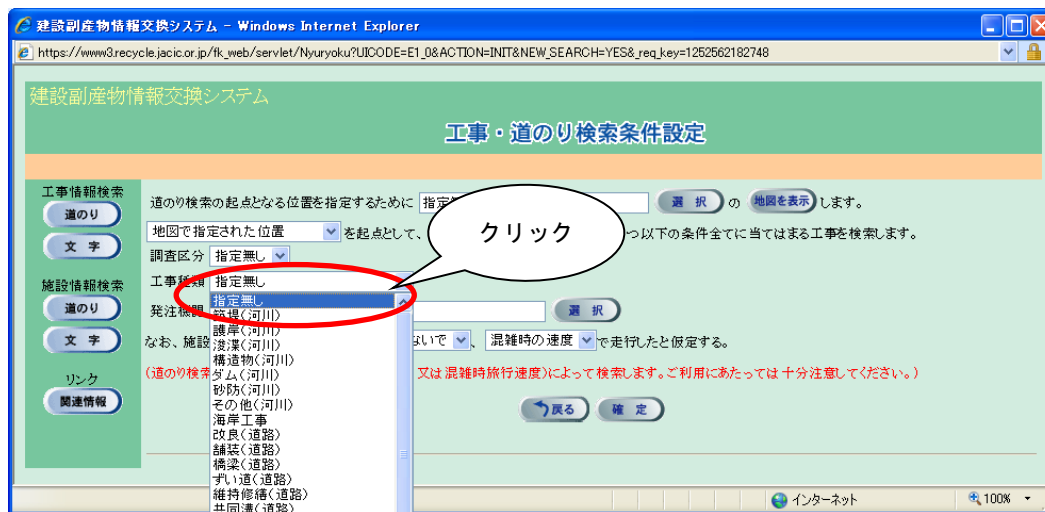 建設副産物情報交換システム - Windows Internet Explorer
https://www3.recycle.jacic.or.jp/fk_web/servlet/Nyuryoku?UICODE=E1_0&ACTION=INIT&NEW_SEARCH=YES&_req_key=1252562182748
建設副産物情報交換システム
工事・道のり検索条件設定
工事情報検索
道のり
文 字
施設情報検索
道のり
文 字
リンク
関連情報
道のり検索の起点となる位置を指定するために 指定 選 択 の 地図を表示 します。
地図で指定された位置 を起点として、 つ以下の条件全てに当てはまる工事を検索します。
クリック
調査区分 指定無し
工事種類 指定無し
発注機関 選 択
なお、施設 ないで 、 混雑時の速度 で走行したと仮定する。
(道のり検索 又は混雑時旅行速度)によって検索します。ご利用にあたっては十分注意してください。)
指定無し
築堤(河川)
護岸(河川)
浚渫(河川)
構造物(河川)
ダム(河川)
砂防(河川)
その他(河川)
海岸工事
改良(道路)
舗装(道路)
橋梁(道路)
ずい道(道路)
維持修繕(道路)
共同溝(道路)
戻る
確 定
インターネット
100%